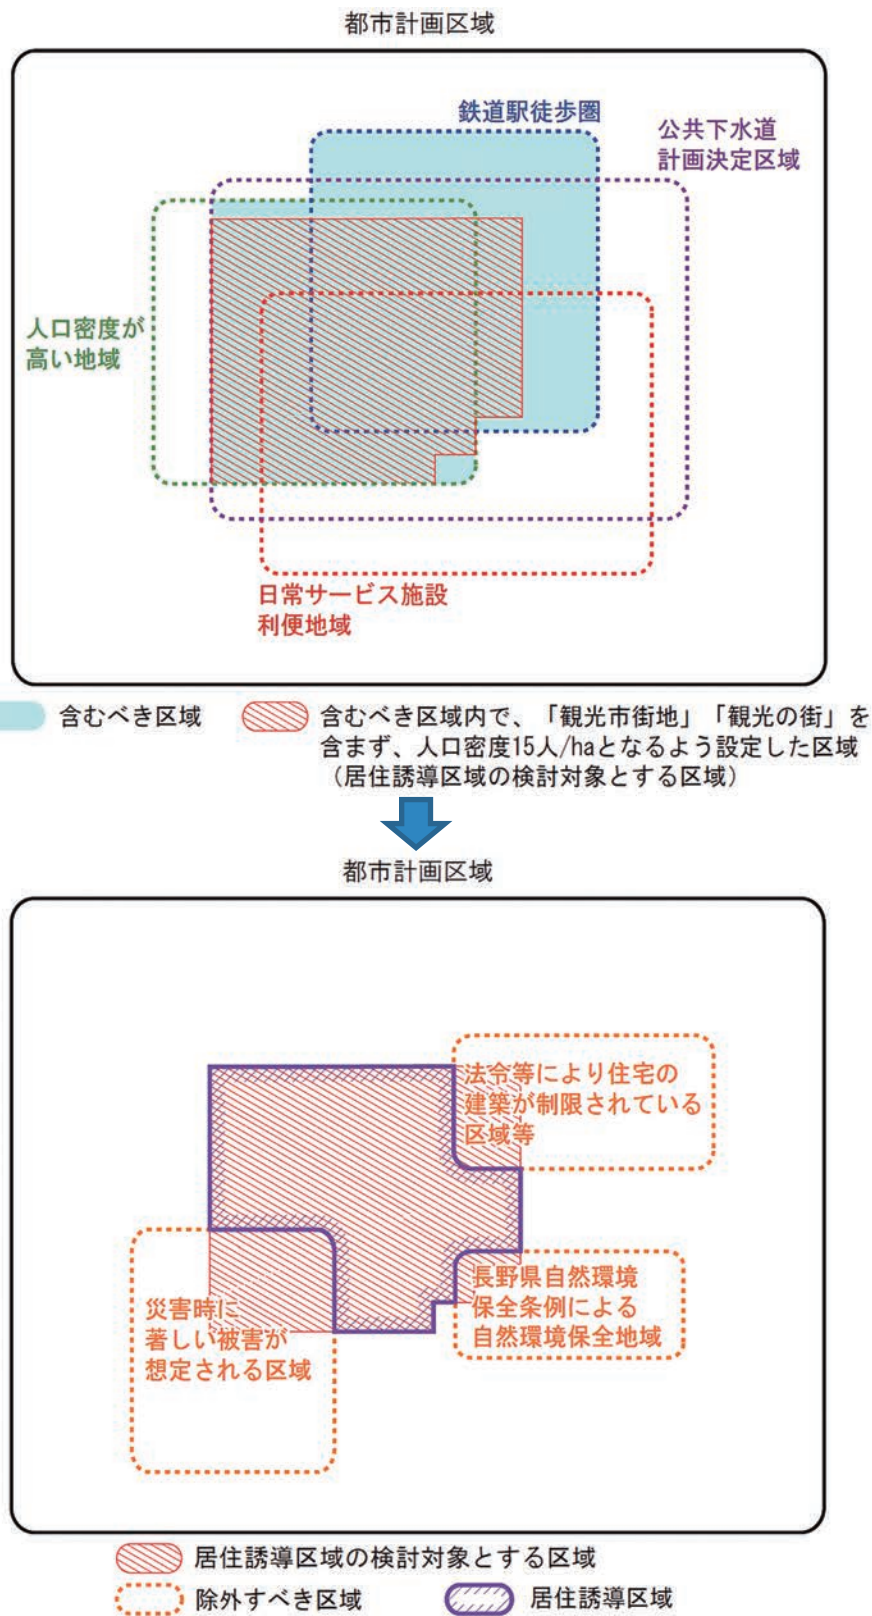 都市計画区域
鉄道駅徒歩圏
公共下水道
計画決定区域
人口密度が
高い地域
日常サービス施設
利便地域
含むべき区域
含むべき区域内で、「観光市街地」「観光の街」を
含まず、人口密度15人/haとなるよう設定した区域
（居住誘導区域の検討対象とする区域）
都市計画区域
法令等により住宅の
建築が制限されている
区域等
長野県自然環境
保全条例による
自然環境保全地域
災害時に
著しい被害が
想定される区域
居住誘導区域の検討対象とする区域
除外すべき区域
居住誘導区域